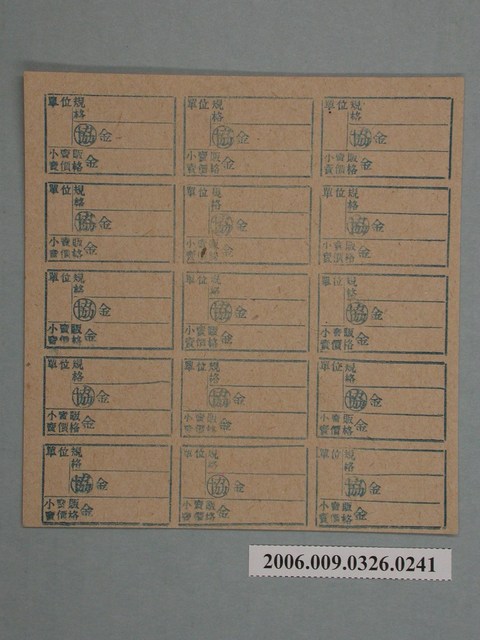 單位規
格
協金
小賣販
賣價格金
單位規
格
協金
小賣販
賣價格金
單位規
格
協金
小賣販
賣價格金
單位規
格
協金
小賣販
賣價格金
單位規
格
協金
小賣販
賣價格金
單位規
格
協金
小賣販
賣價格金
單位規
格
協金
小賣販
賣價格金
單位規
格
協金
小賣販
賣價格金
單位規
格
協金
小賣販
賣價格金
單位規
格
協金
小賣販
賣價格金
單位規
格
協金
小賣販
賣價格金
單位規
格
協金
小賣販
賣價格金
單位規
格
協金
小賣販
賣價格金
單位規
格
協金
小賣販
賣價格金
單位規
格
協金
小賣販
賣價格金
2006.009.0326.0241